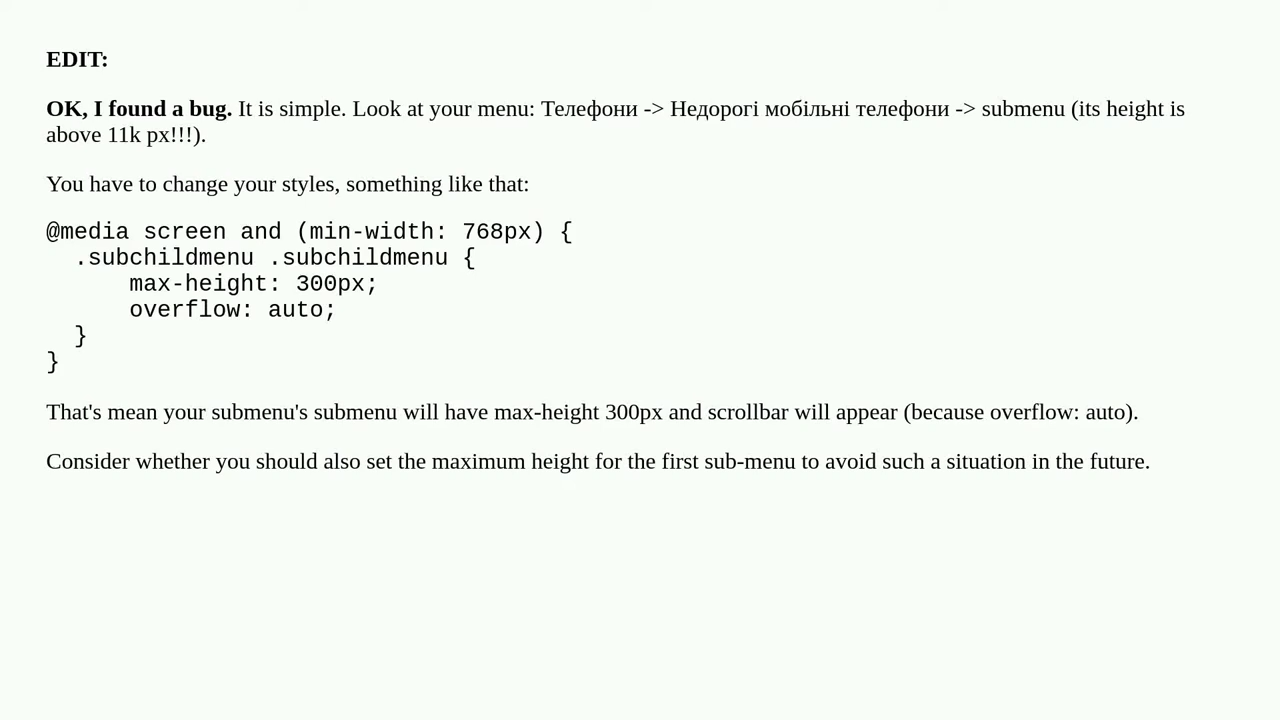 EDIT:
OK, I found a bug. It is simple. Look at your menu: Телефони -> Недорогі мобільні телефони -> submenu (its height is
above 11k px!!!).
You have to change your styles, something like that:
@media screen and (min-width: 768px) {
  .subchildmenu .subchildmenu {
      max-height: 300px;
      overflow: auto;
  }
}
That's mean your submenu's submenu will have max-height 300px and scrollbar will appear (because overflow: auto).
Consider whether you should also set the maximum height for the first sub-menu to avoid such a situation in the future.